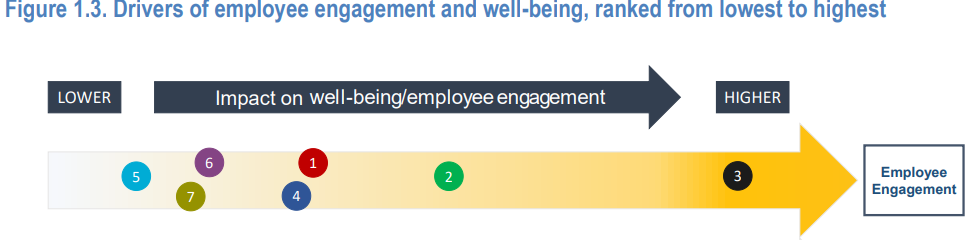 Figure 1.3. Drivers of employee engagement and well-being, ranked from lowest to highest
LOWER
Impact on well-being/employee engagement
HIGHER
5
6
7
1
4
2
3
Employee
Engagement